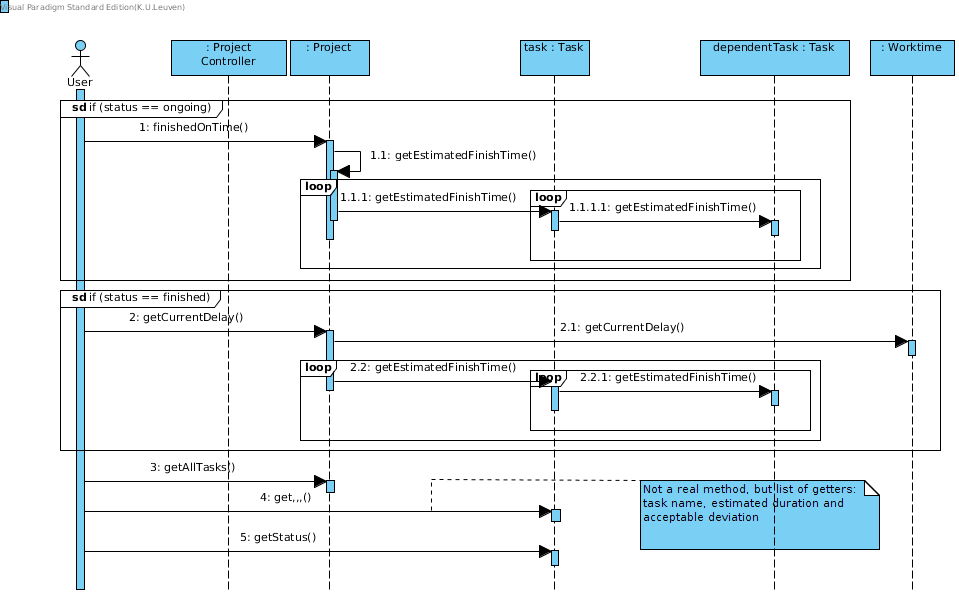 Visual Paradigm Standard Edition(K.U.Leuven)
: Project
Controller
: Project
task : Task
dependentTask : Task
: Worktime
User
sd if (status == ongoing)
1: finishedOnTime()
1.1: getEstimatedFinishTime()
loop
1.1.1: getEstimatedFinishTime()
loop
1.1.1.1: getEstimatedFinishTime()
sd if (status == finished)
2: getCurrentDelay()
2.1: getCurrentDelay()
loop
2.2: getEstimatedFinishTime()
loop
2.2.1: getEstimatedFinishTime()
3: getAllTasks()
4: get,,,()
Not a real method, but list of getters:
task name, estimated duration and
acceptable deviation
5: getStatus()